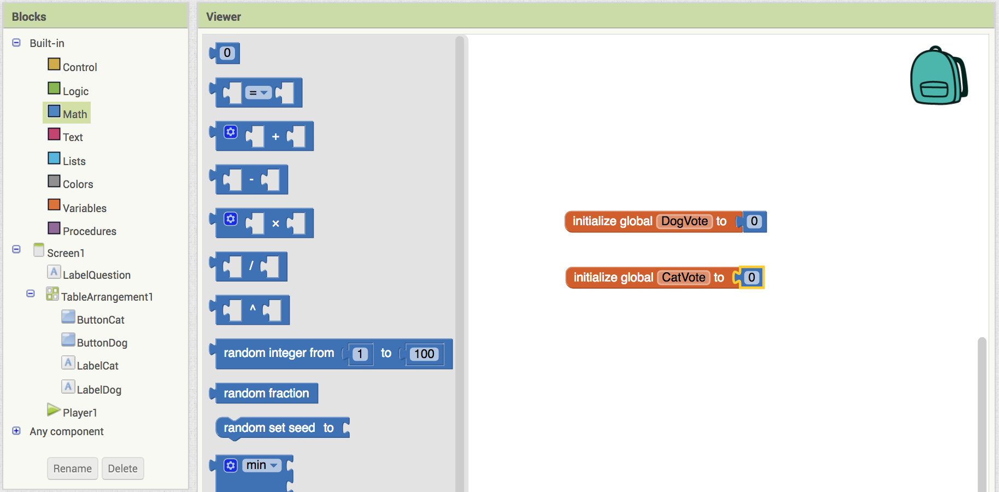 Blocks
Built-in
Control
Logic
Math
Text
Lists
Colors
Variables
Procedures
Screen1
LabelQuestion
TableArrangement1
ButtonCat
ButtonDog
LabelCat
LabelDog
Player1
Any component
Rename Delete
Viewer
0
=
+
-
×
/
^
random integer from 1 to 100
random fraction
random set seed to
min
initialize global DogVote to 0
initialize global CatVote to 0